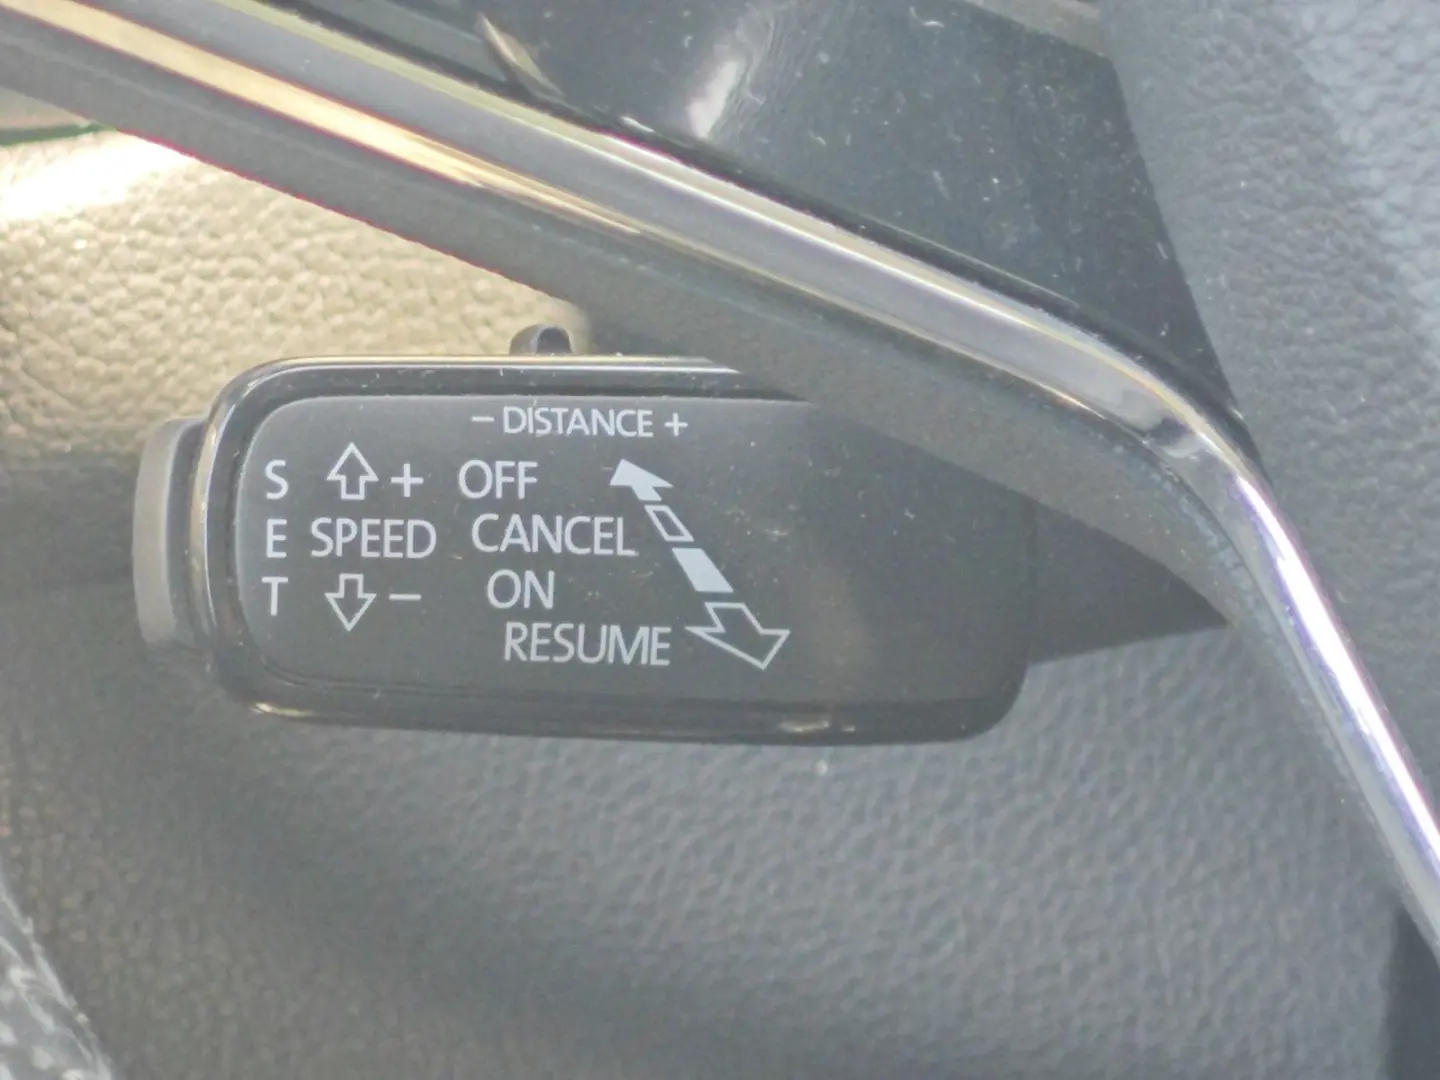 − DISTANCE +
S + OFF
E SPEED CANCEL
T − ON
RESUME